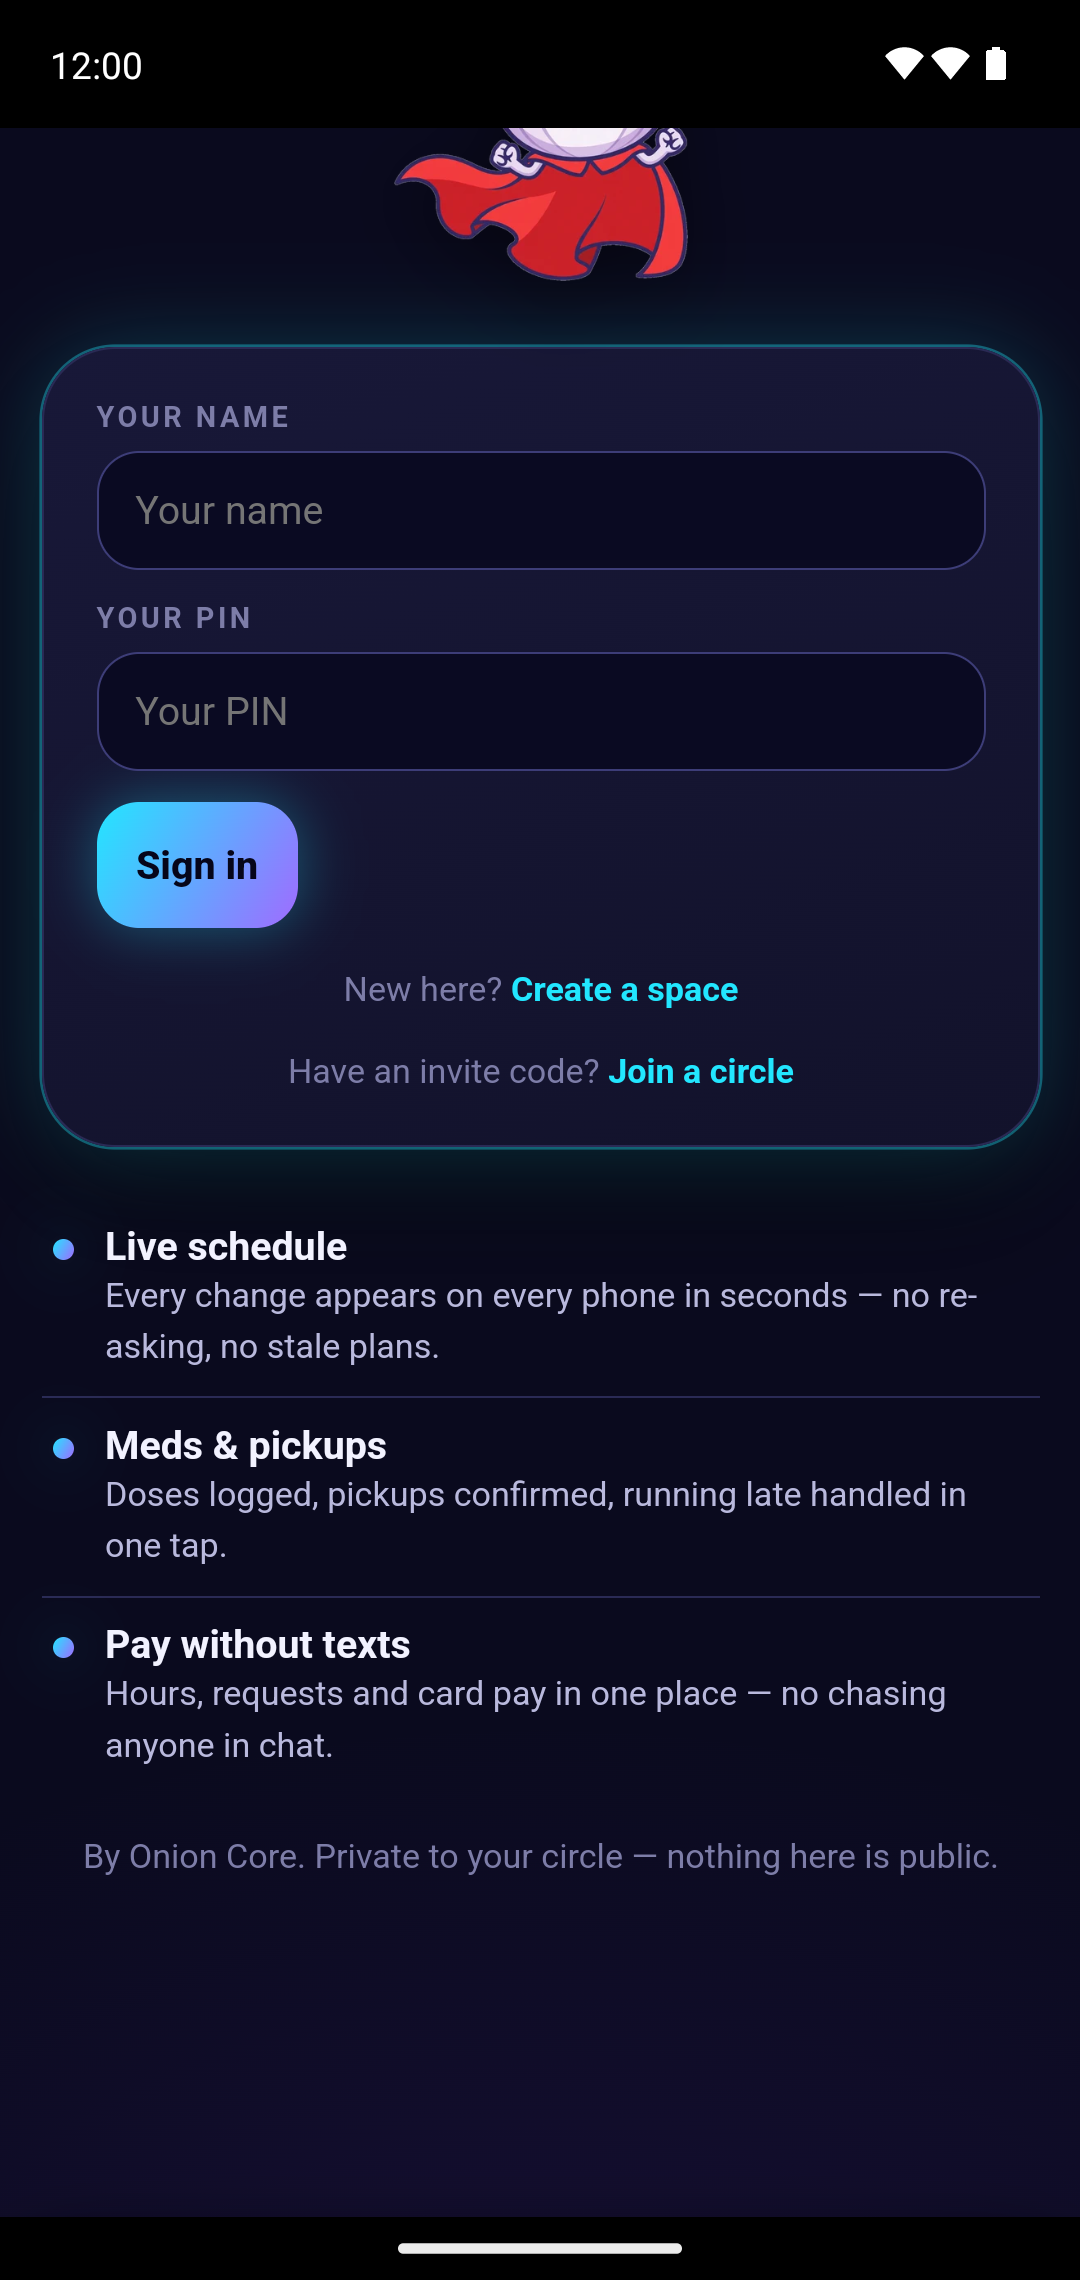 12:00
YOUR NAME
Your name
YOUR PIN
Your PIN
Sign in
New here? Create a space
Have an invite code? Join a circle
Live schedule
Every change appears on every phone in seconds — no re-
asking, no stale plans.
Meds & pickups
Doses logged, pickups confirmed, running late handled in
one tap.
Pay without texts
Hours, requests and card pay in one place — no chasing
anyone in chat.
By Onion Core. Private to your circle — nothing here is public.